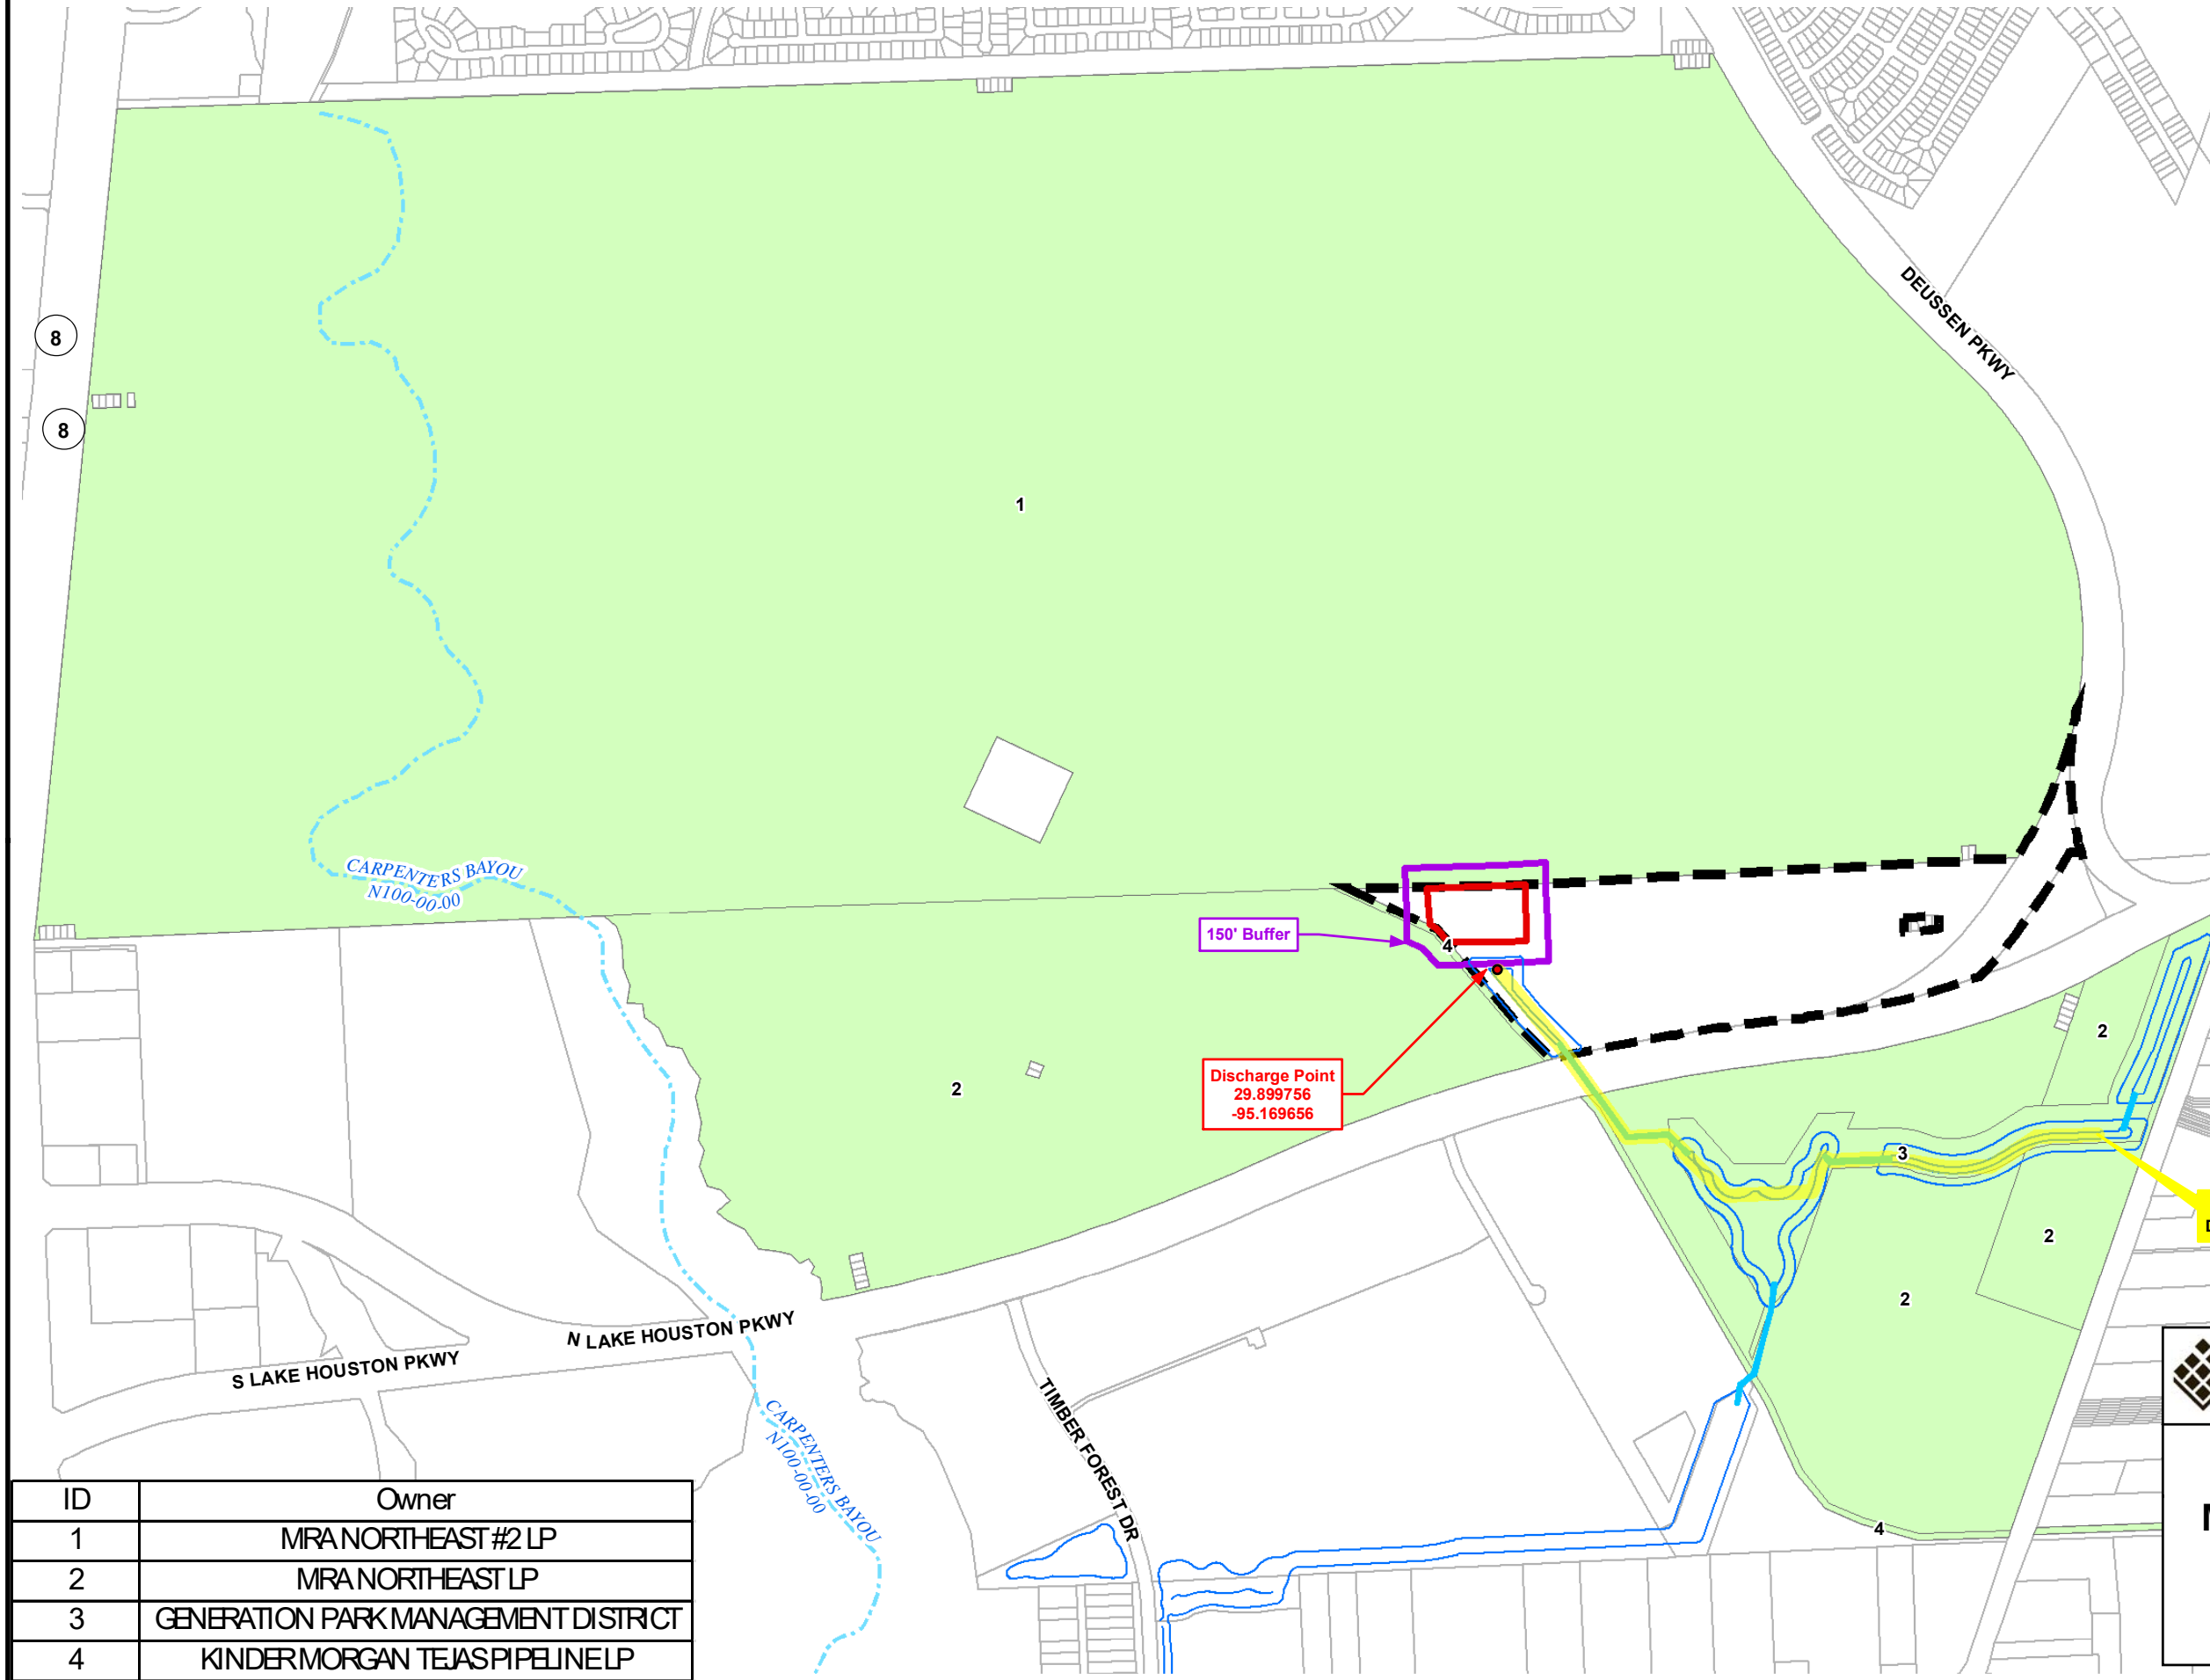 8
8
DEUSSEN PKWY
1
CARPENTERS BAYOU
N100-00-00
150' Buffer
4
Discharge Point
29.899756
-95.169656
2
2
3
2
2
N LAKE HOUSTON PKWY
S LAKE HOUSTON PKWY
TIMBER FOREST DR
CARPENTERS BAYOU
N100-00-00
4
ID Owner
1 MRA NORTHEAST #2 LP
2 MRA NORTHEAST LP
3 GENERATION PARK MANAGEMENT DISTRICT
4 KINDER MORGAN TEJAS PIPELINE LP